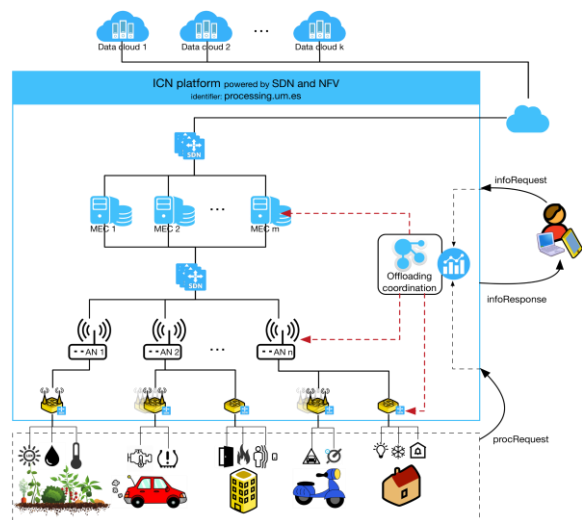 Data cloud 1
Data cloud 2
...
Data cloud k
ICN platform powered by SDN and NFV
identifier: processing.um.es
SDN
infoRequest
MEC 1
MEC 2
...
MEC m
SDN
Offloading
coordination
infoResponse
AN 1
AN 2
...
AN n
procRequest